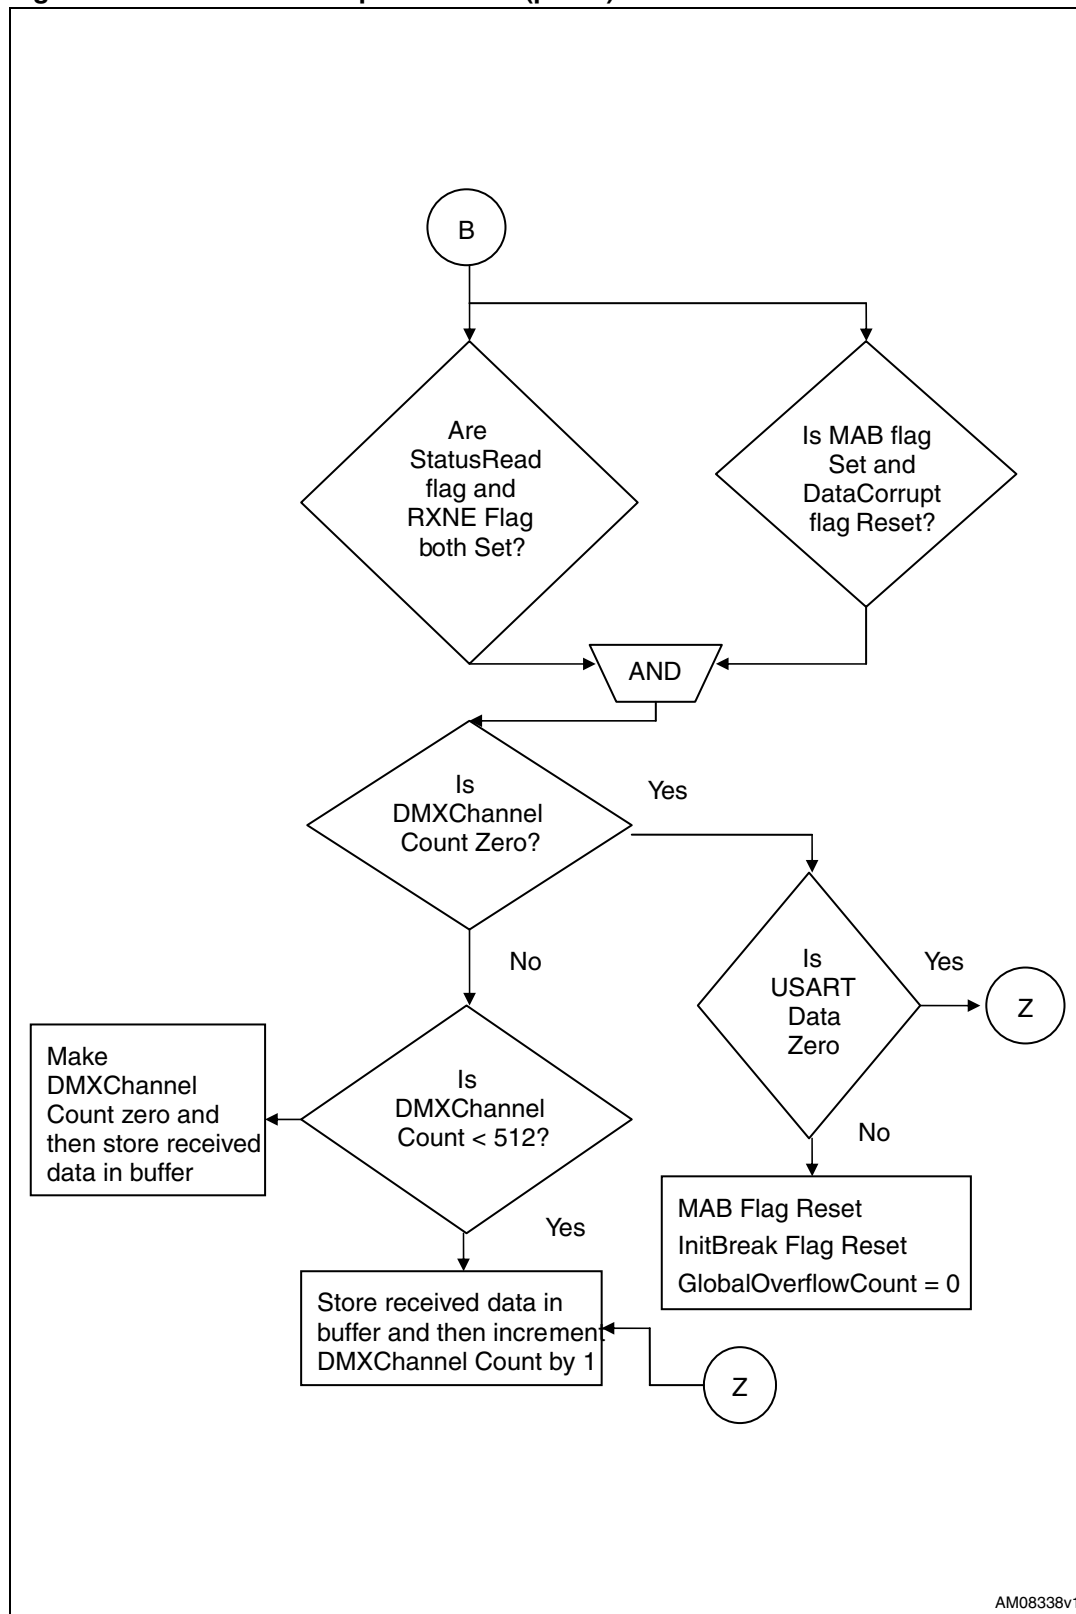 B
Are
StatusRead
flag and
RXNE Flag
both Set?
Is MAB flag
Set and
DataCorrupt
flag Reset?
AND
Is
DMXChannel
Count Zero?
Yes
No
Is
USART
Data
Zero
Yes
Z
No
Make
DMXChannel
Count zero and
then store received
data in buffer
Is
DMXChannel
Count < 512?
Yes
MAB Flag Reset
InitBreak Flag Reset
GlobalOverflowCount = 0
Store received data in
buffer and then increment
DMXChannel Count by 1
Z
AM08338v1